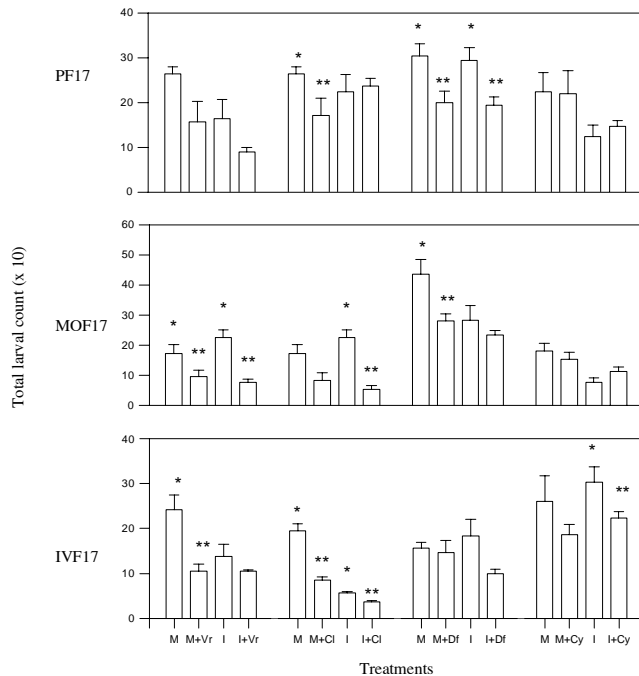 PF17
40
30
20
10
0
* ** * ** * **
MOF17
60
50
40
30
20
10
0
* ** * ** * ** * **
IVF17
40
30
20
10
0
* ** * ** * ** * **
Total larval count (x 10)
M M+Vr I I+Vr M M+Cl I I+Cl M M+Df I I+Df M M+Cy I I+Cy
Treatments